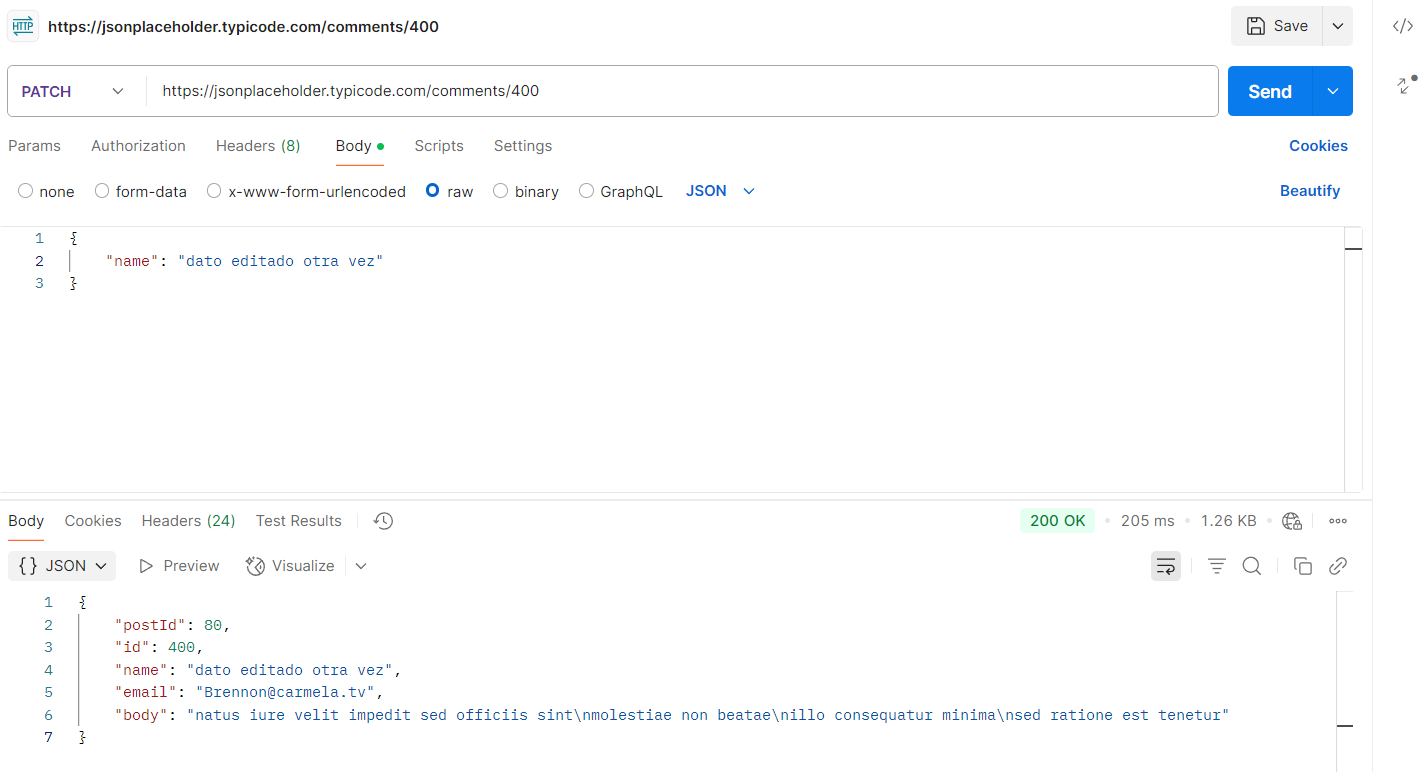 HTTP https://jsonplaceholder.typicode.com/comments/400 Save
PATCH https://jsonplaceholder.typicode.com/comments/400 Send
Params Authorization Headers (8) Body Scripts Settings Cookies
none form-data x-www-form-urlencoded raw binary GraphQL JSON Beautify
1 {
2 "name": "dato editado otra vez"
3 }
Body Cookies Headers (24) Test Results 200 OK 205 ms 1.26 KB
{} JSON Preview Visualize
1 {
2 "postId": 80,
3 "id": 400,
4 "name": "dato editado otra vez",
5 "email": "Brennon@carmela.tv",
6 "body": "natus iure velit impedit sed officiis sint\nmolestiae non beatae\nillo consequatur minima\nsed ratione est tenetur"
7 }